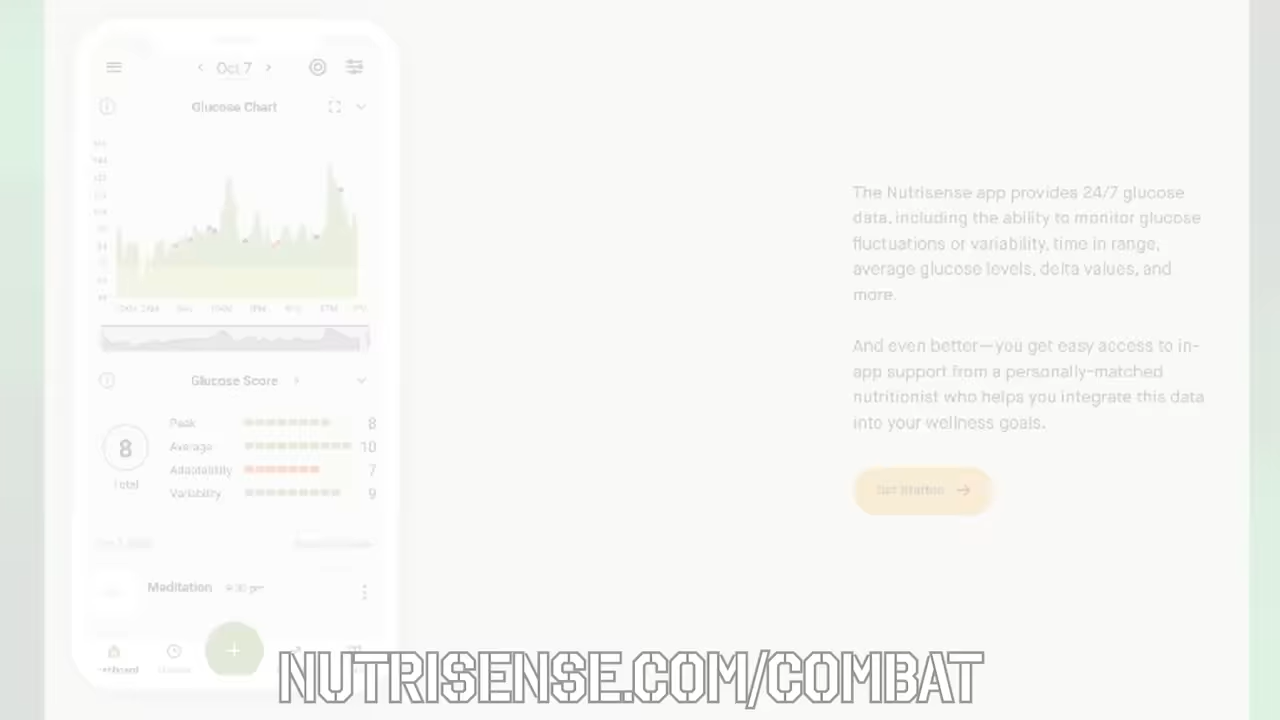 Oct 7
Glucose Chart
Glucose Score
Peak 8
Average 10
Adaptability 7
Variability 9
8
Total
Meditation
The Nutrisense app provides 24/7 glucose
data, including the ability to monitor glucose
fluctuations or variability, time in range,
average glucose levels, delta values, and
more.
And even better—you get easy access to in-
app support from a personally-matched
nutritionist who helps you integrate this data
into your wellness goals.
Get Started
NUTRISENSE.COM/COMBAT